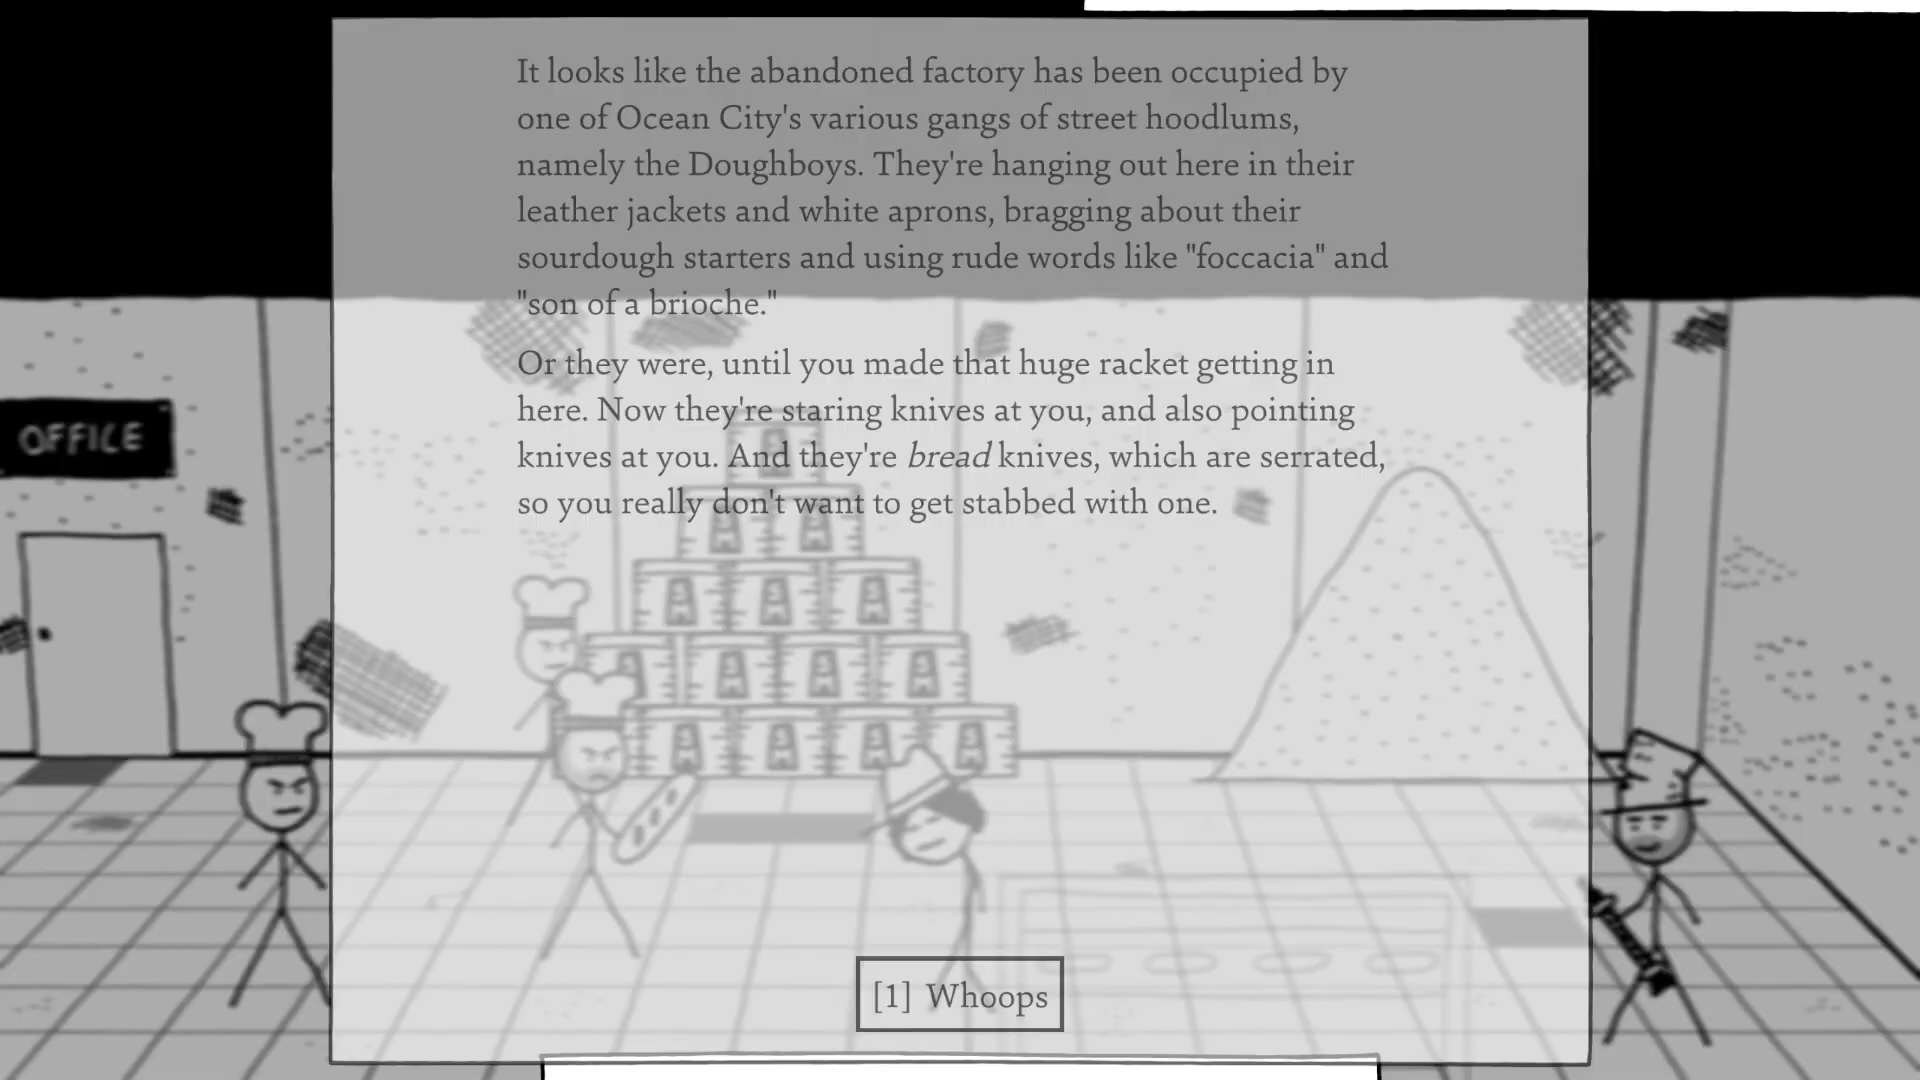 It looks like the abandoned factory has been occupied by
one of Ocean City's various gangs of street hoodlums,
namely the Doughboys. They're hanging out here in their
leather jackets and white aprons, bragging about their
sourdough starters and using rude words like "foccacia" and
"son of a brioche."
Or they were, until you made that huge racket getting in
here. Now they're staring knives at you, and also pointing
knives at you. And they're bread knives, which are serrated,
so you really don't want to get stabbed with one.
OFFICE
[1] Whoops